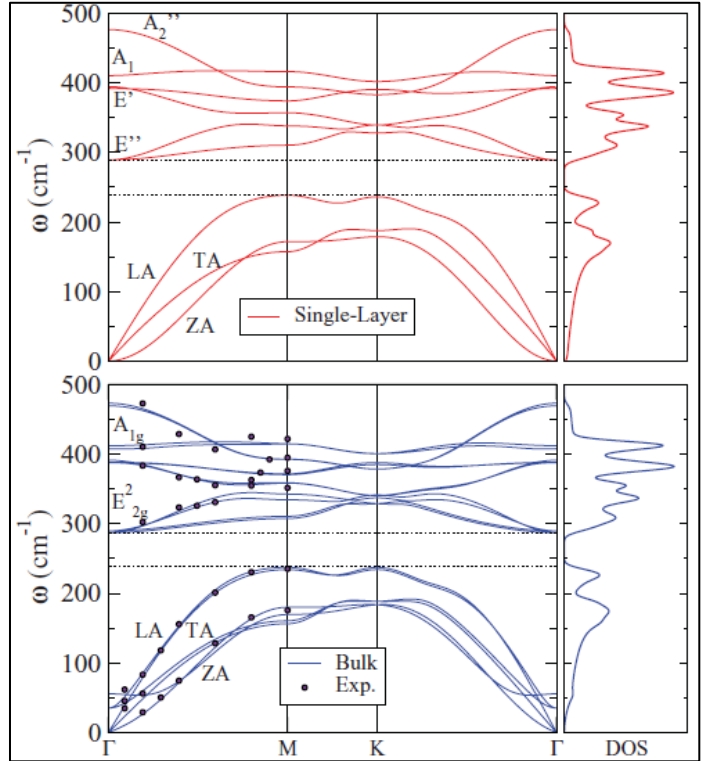 500
400
300
200
100
0
ω (cm-1)
A2’’
A1
E’
E’’
LA
TA
ZA
Single-Layer
500
400
300
200
100
0
ω (cm-1)
A1g
E22g
LA
TA
ZA
Bulk
Exp.
Γ
M
K
Γ
DOS